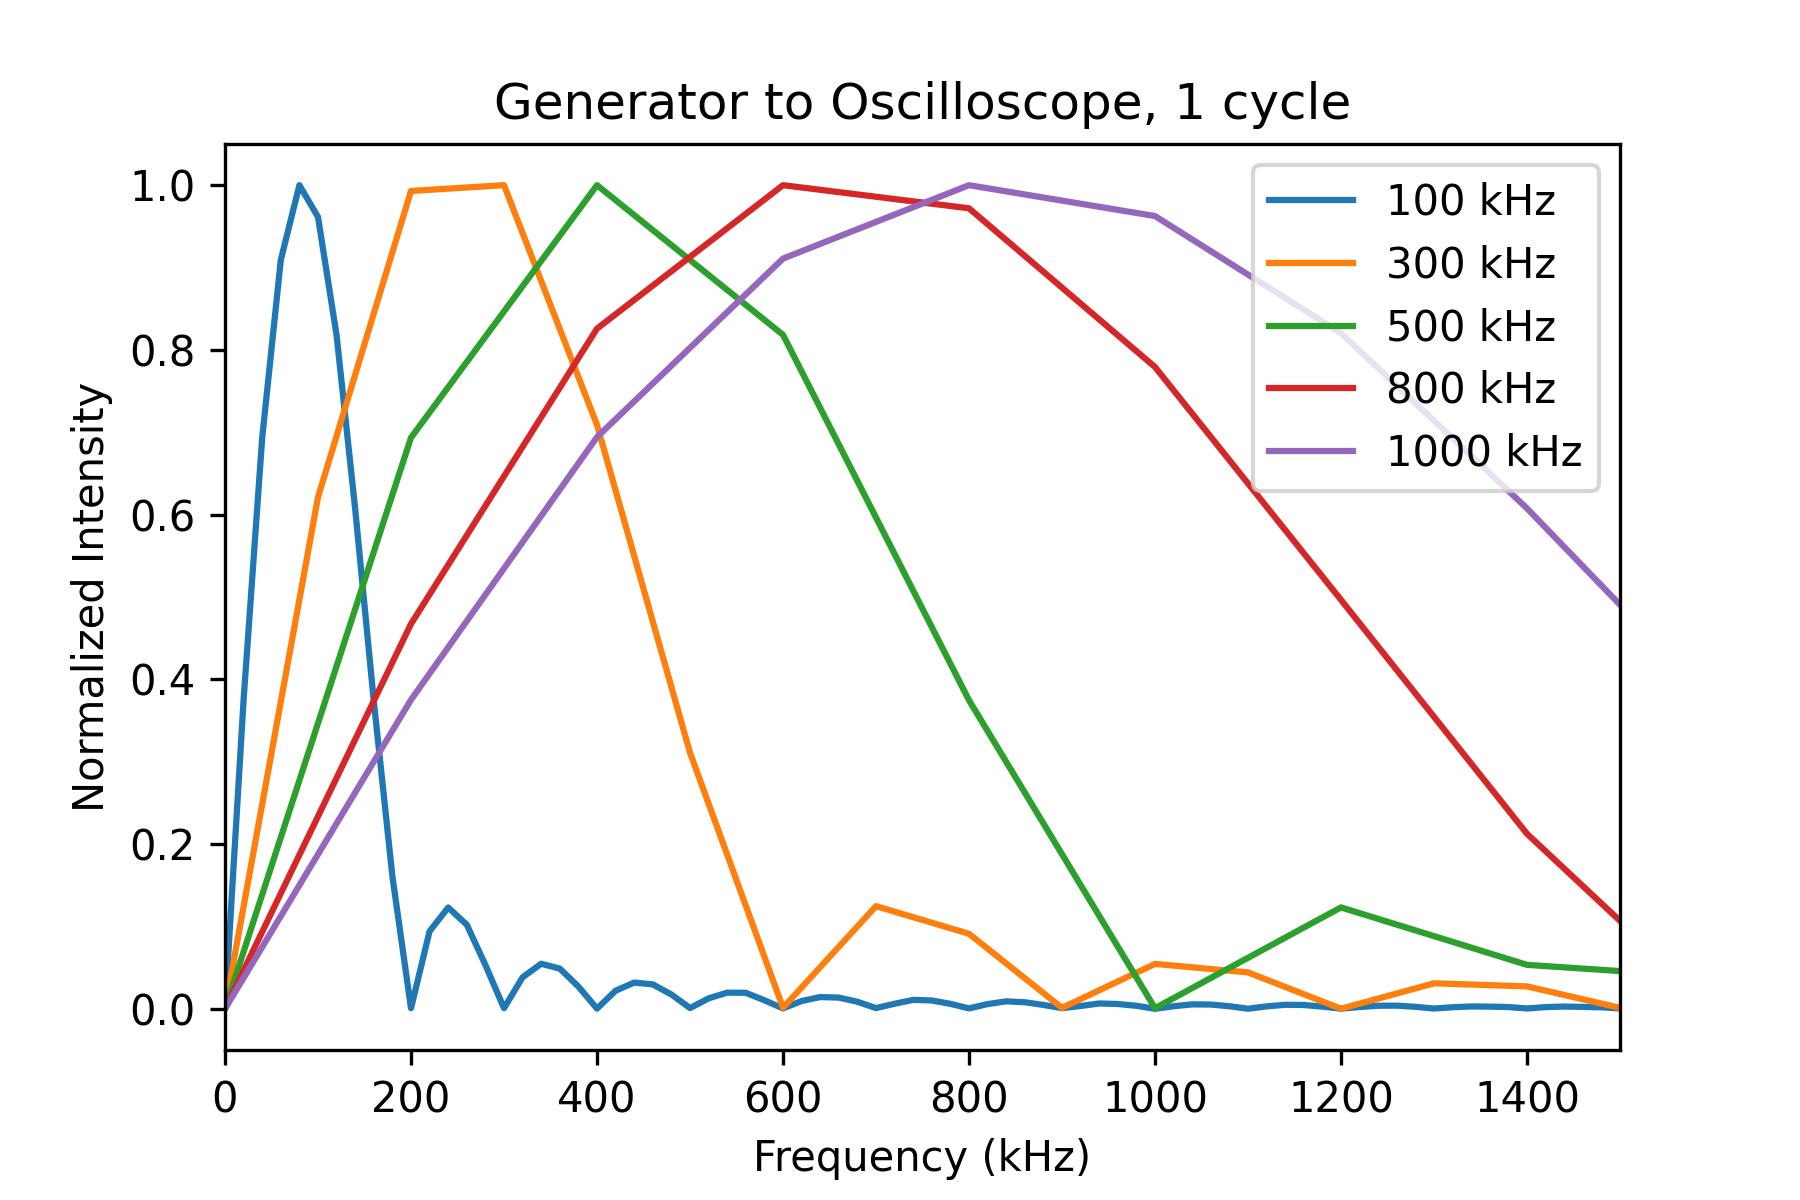 Generator to Oscilloscope, 1 cycle
1.0
0.8
0.6
0.4
0.2
0.0
Normalized Intensity
100 kHz
300 kHz
500 kHz
800 kHz
1000 kHz
0 200 400 600 800 1000 1200 1400
Frequency (kHz)